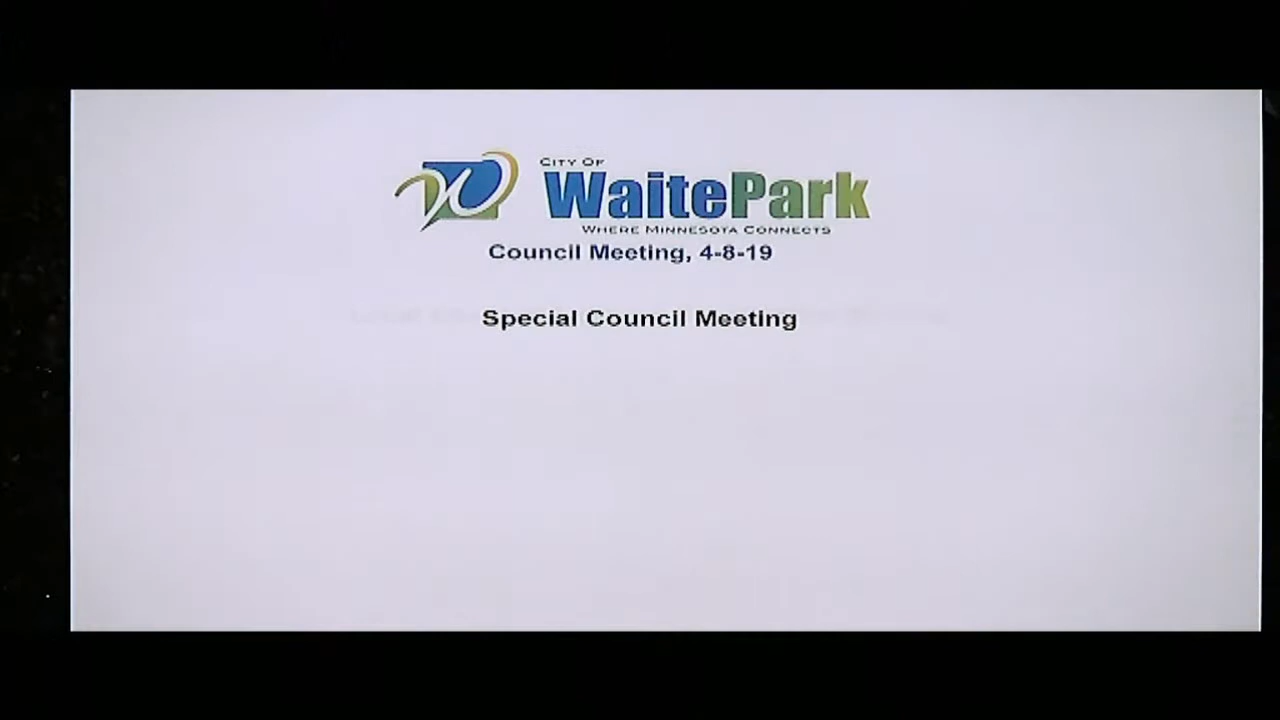 CITY OF
WaitePark
WHERE MINNESOTA CONNECTS
Council Meeting, 4-8-19
Special Council Meeting